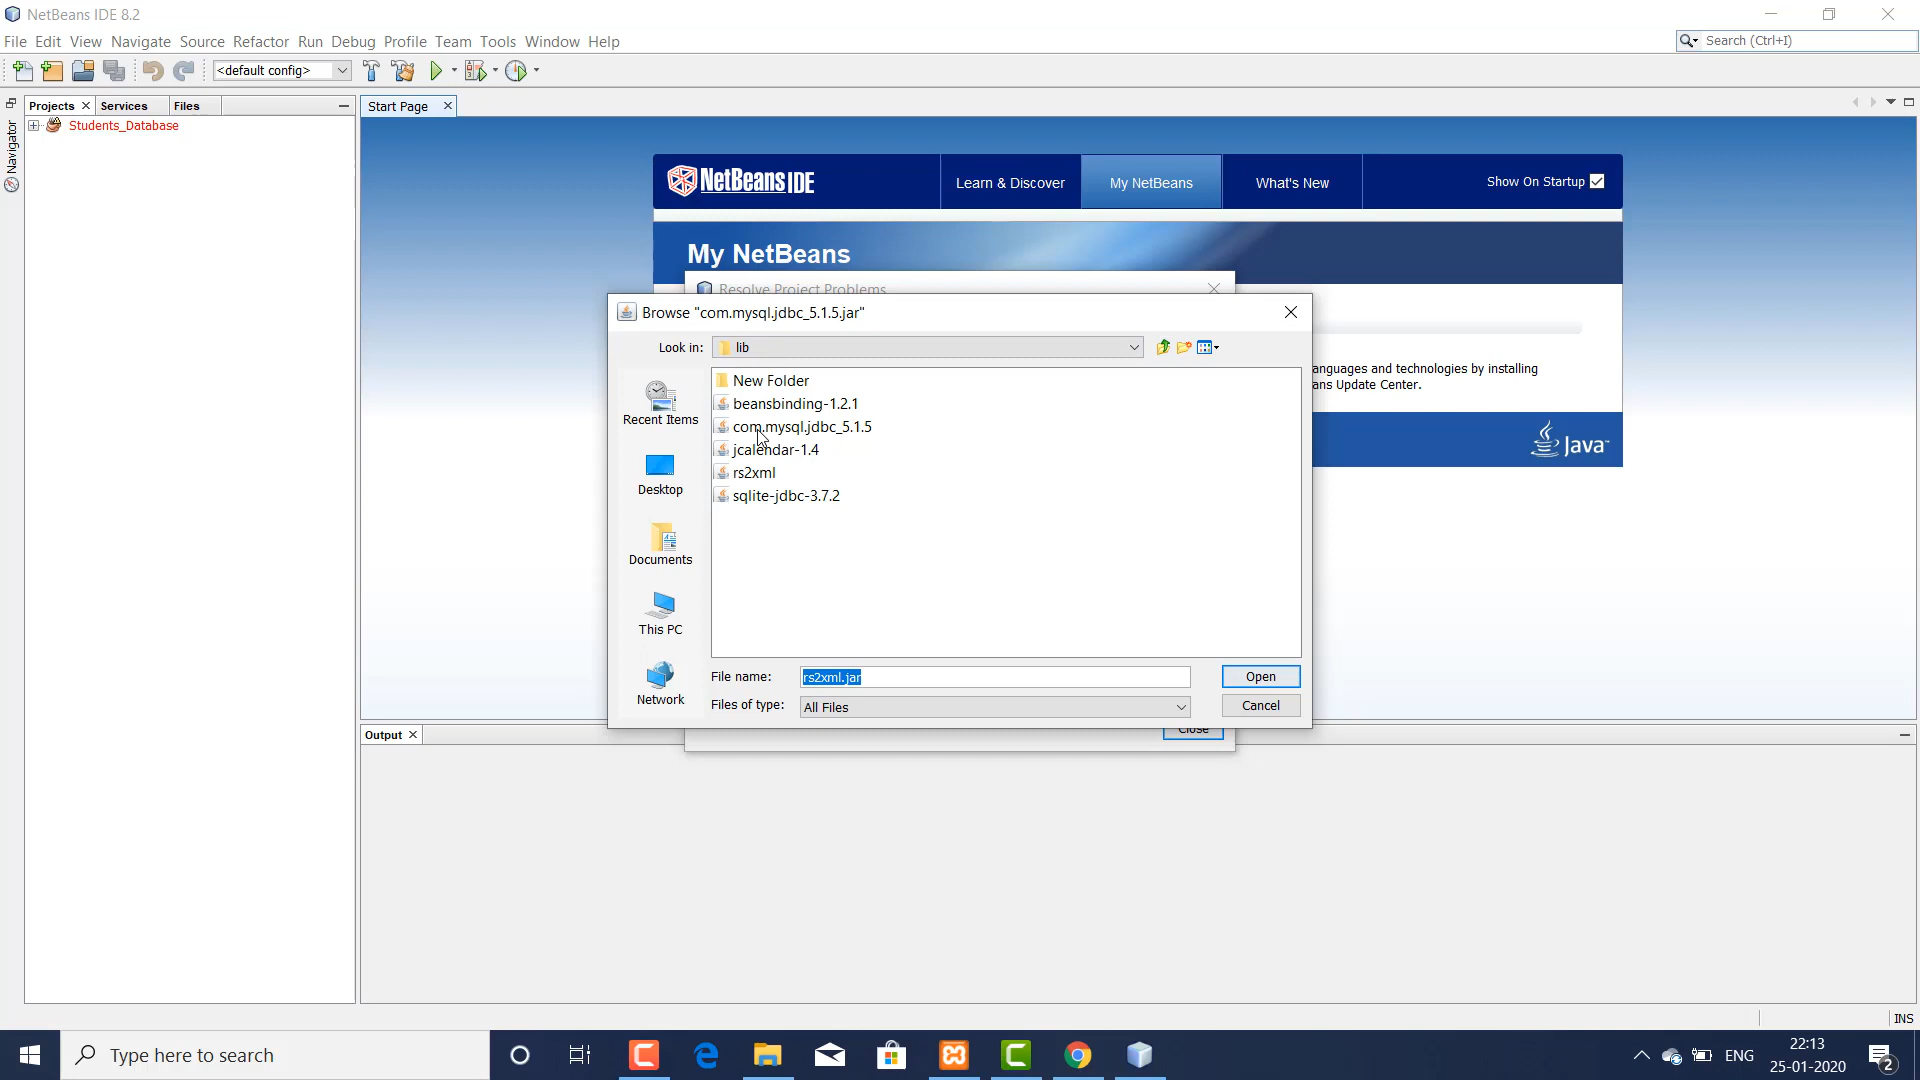 NetBeans IDE 8.2
File Edit View Navigate Source Refactor Run Debug Profile Team Tools Window Help
Search (Ctrl+I)
<default config>
Projects Services Files
Start Page
Navigator
Students_Database
NetBeans IDE
Learn & Discover
My NetBeans
What's New
Show On Startup
My NetBeans
Resolve Project Problems
Browse "com.mysql.jdbc_5.1.5.jar"
Look in: lib
New Folder
beansbinding-1.2.1
com.mysql.jdbc_5.1.5
jcalendar-1.4
rs2xml
sqlite-jdbc-3.7.2
Recent Items
Desktop
Documents
This PC
Network
File name: rs2xml.jar
Open
Files of type: All Files
Cancel
Close
anguages and technologies by installing
ans Update Center.
Java
Output
INS
Type here to search
ENG
22:13
25-01-2020
2